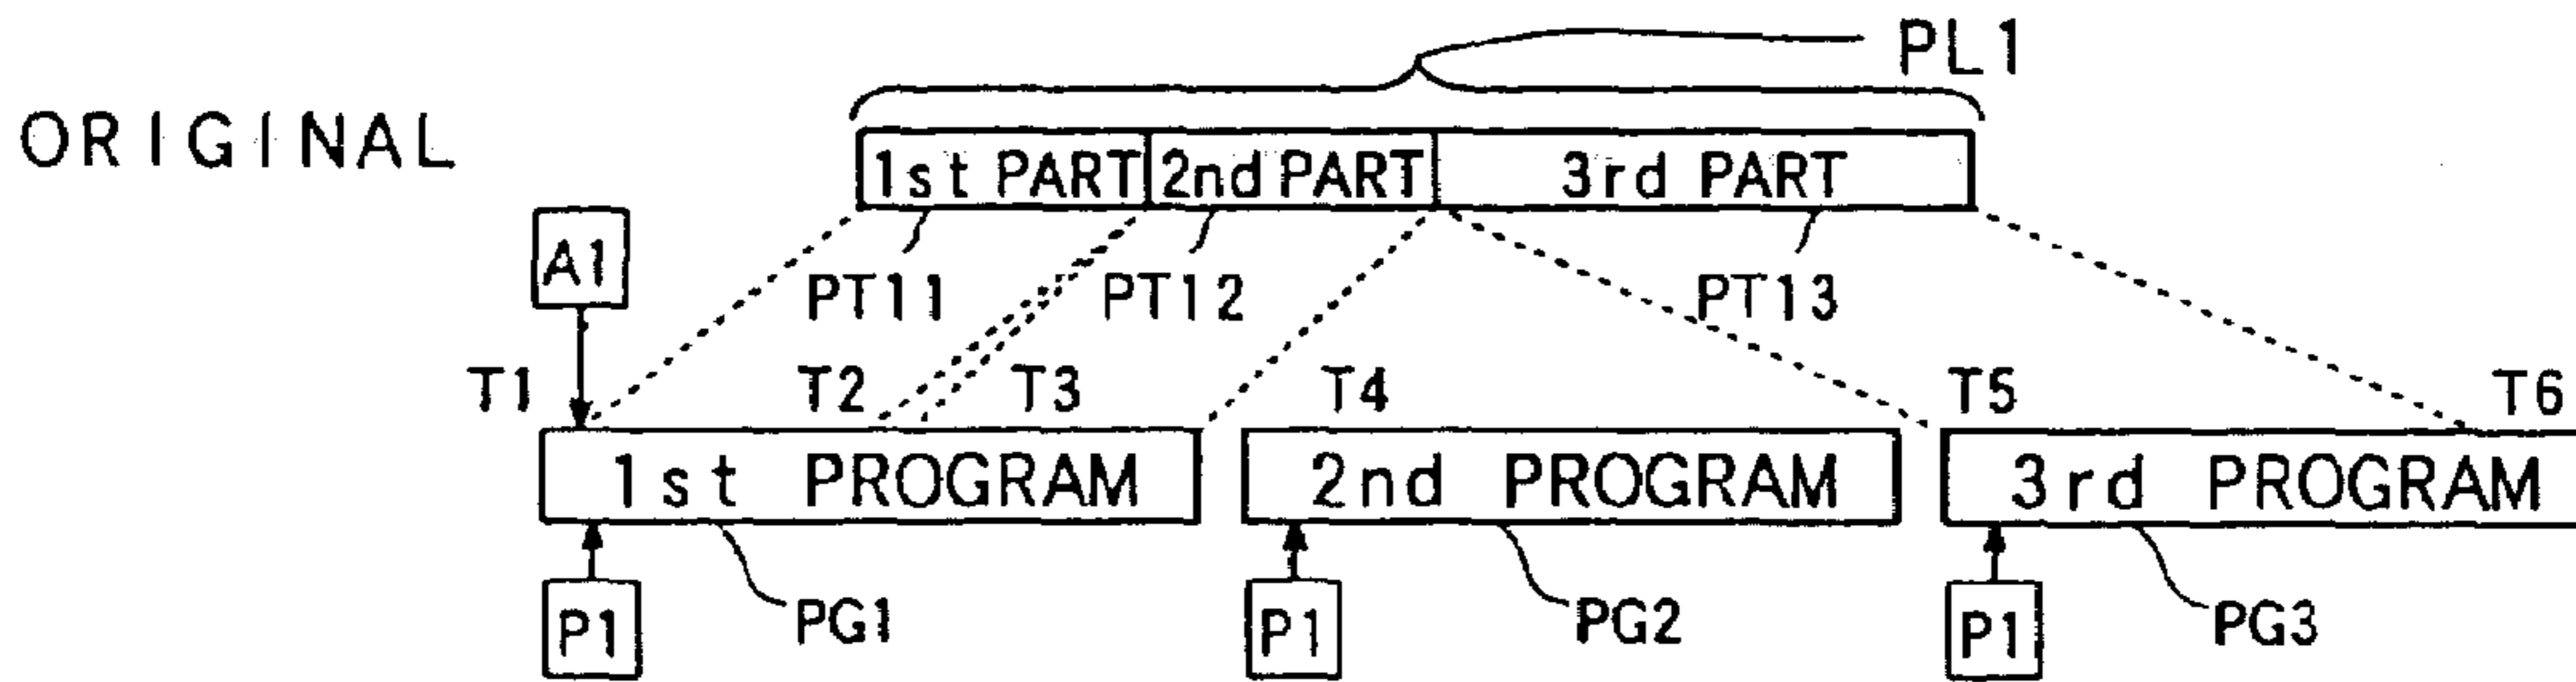 PL1
ORIGINAL
1st PART 2nd PART 3rd PART
A1
PT11 PT12 PT13
T1 T2 T3 T4 T5 T6
1st PROGRAM 2nd PROGRAM 3rd PROGRAM
P1 PG1 P1 PG2 P1 PG3